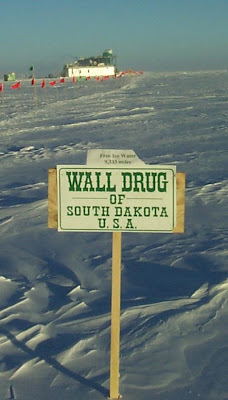 Free Ice Water
9,333 miles
WALL DRUG
OF
SOUTH DAKOTA
U.S.A.